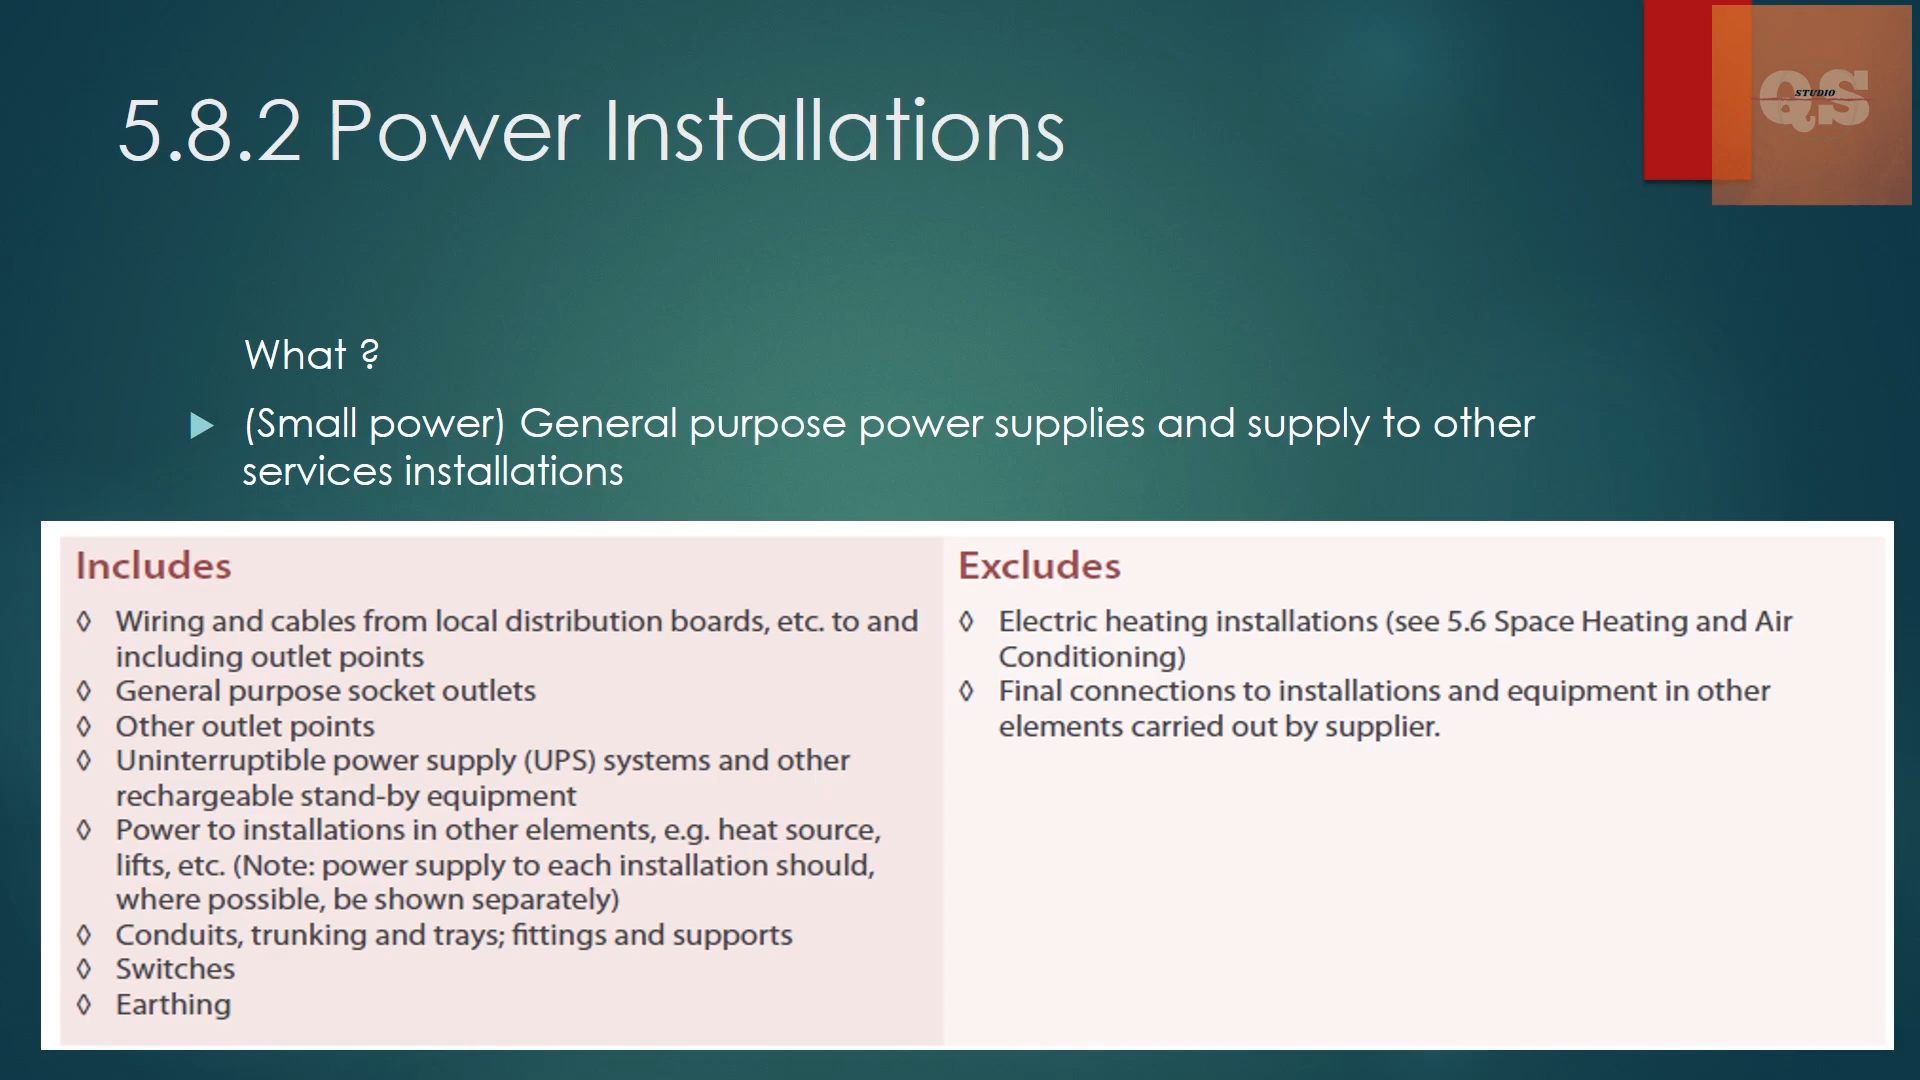 5.8.2 Power Installations
QS
STUDIO
What ?
(Small power) General purpose power supplies and supply to other
services installations
Includes
◊ Wiring and cables from local distribution boards, etc. to and
including outlet points
◊ General purpose socket outlets
◊ Other outlet points
◊ Uninterruptible power supply (UPS) systems and other
rechargeable stand-by equipment
◊ Power to installations in other elements, e.g. heat source,
lifts, etc. (Note: power supply to each installation should,
where possible, be shown separately)
◊ Conduits, trunking and trays; fittings and supports
◊ Switches
◊ Earthing
Excludes
◊ Electric heating installations (see 5.6 Space Heating and Air
Conditioning)
◊ Final connections to installations and equipment in other
elements carried out by supplier.